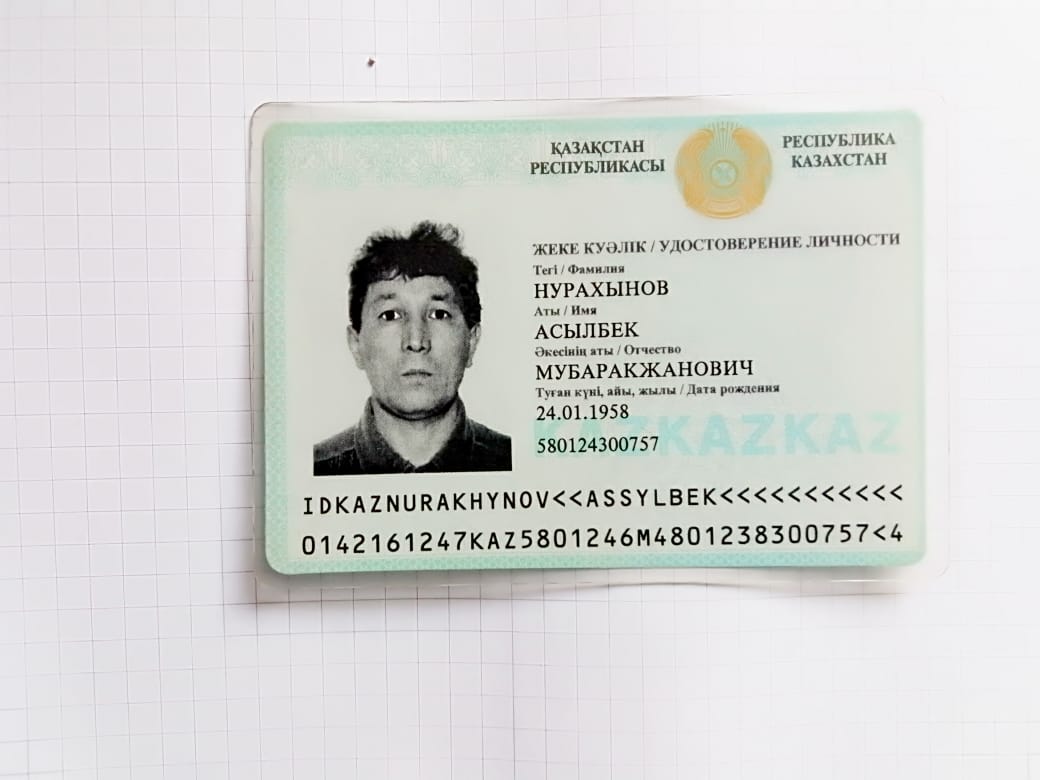 ҚАЗАҚСТАН
РЕСПУБЛИКАСЫ
РЕСПУБЛИКА
КАЗАХСТАН
ЖЕКЕ КУӘЛІК / УДОСТОВЕРЕНИЕ ЛИЧНОСТИ
Тегі / Фамилия
НУРАХЫНОВ
Аты / Имя
АСЫЛБЕК
Әкесінің аты / Отчество
МУБАРАКЖАНОВИЧ
Туған күні, айы, жылы / Дата рождения
24.01.1958
580124300757
KAZKAZKAZ
IDKAZNURAKHYNOV<<ASSYLBEK<<<<<<<<<<<
0142161247KAZ5801246M4801238300757<4